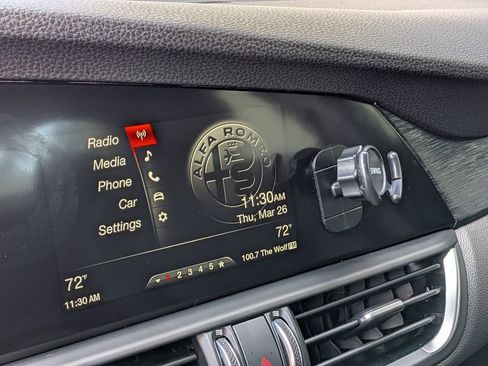 Radio
Media
Phone
Car
Settings
ALFA ROMEO
11:30AM
Thu, Mar 26
72°F
11:30 AM
1 2 3 4 5
72°F
100.7 The Wolf FM